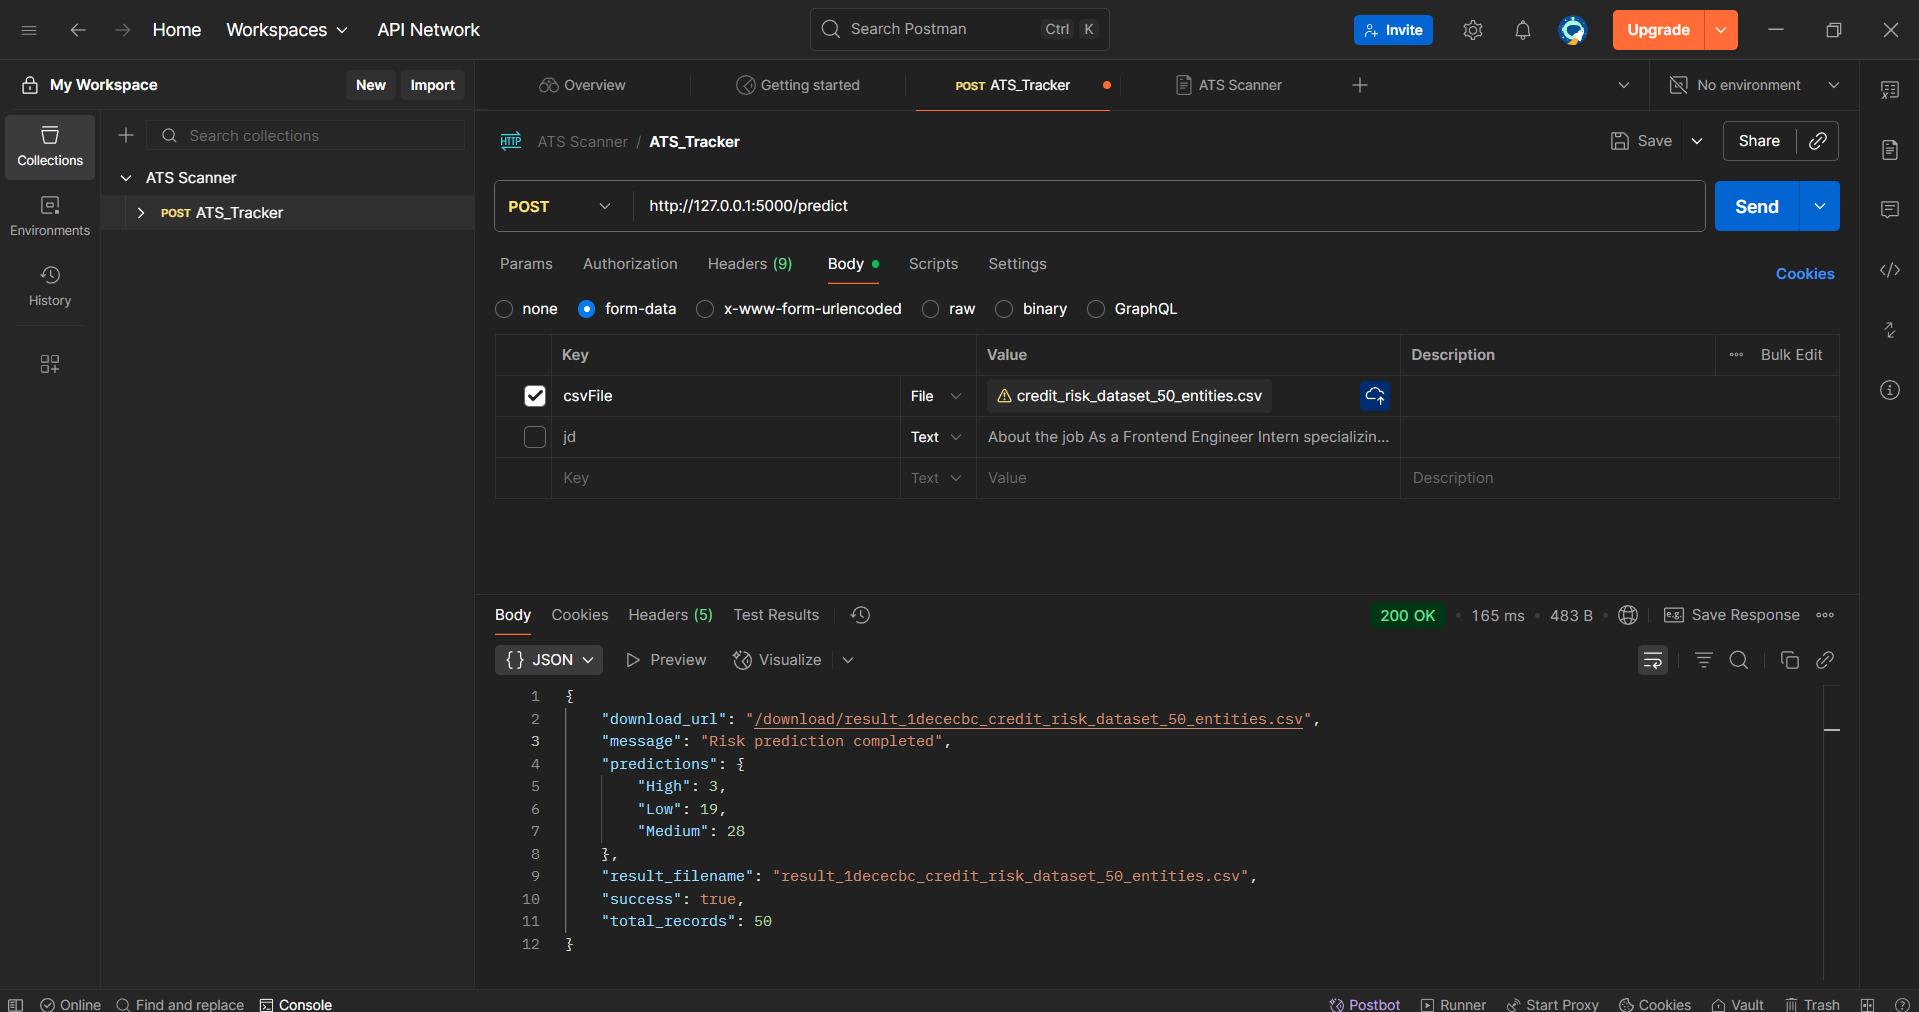 Home Workspaces API Network Search Postman Ctrl K Invite Upgrade
My Workspace New Import Overview Getting started POST ATS_Tracker ATS Scanner No environment
Collections
Search collections
ATS Scanner
POST ATS_Tracker
Environments
History
HTTP ATS Scanner / ATS_Tracker Save Share
POST http://127.0.0.1:5000/predict Send
Params Authorization Headers (9) Body Scripts Settings Cookies
none form-data x-www-form-urlencoded raw binary GraphQL
Key Value Description Bulk Edit
csvFile File credit_risk_dataset_50_entities.csv
jd Text About the job As a Frontend Engineer Intern specializin...
Key Text Value Description
Body Cookies Headers (5) Test Results 200 OK 165 ms 483 B e.g. Save Response
{} JSON Preview Visualize
1 {
2 "download_url": "/download/result_1dececbc_credit_risk_dataset_50_entities.csv",
3 "message": "Risk prediction completed",
4 "predictions": {
5 "High": 3,
6 "Low": 19,
7 "Medium": 28
8 },
9 "result_filename": "result_1dececbc_credit_risk_dataset_50_entities.csv",
10 "success": true,
11 "total_records": 50
12 }
Online Find and replace Console Postbot Runner Start Proxy Cookies Vault Trash